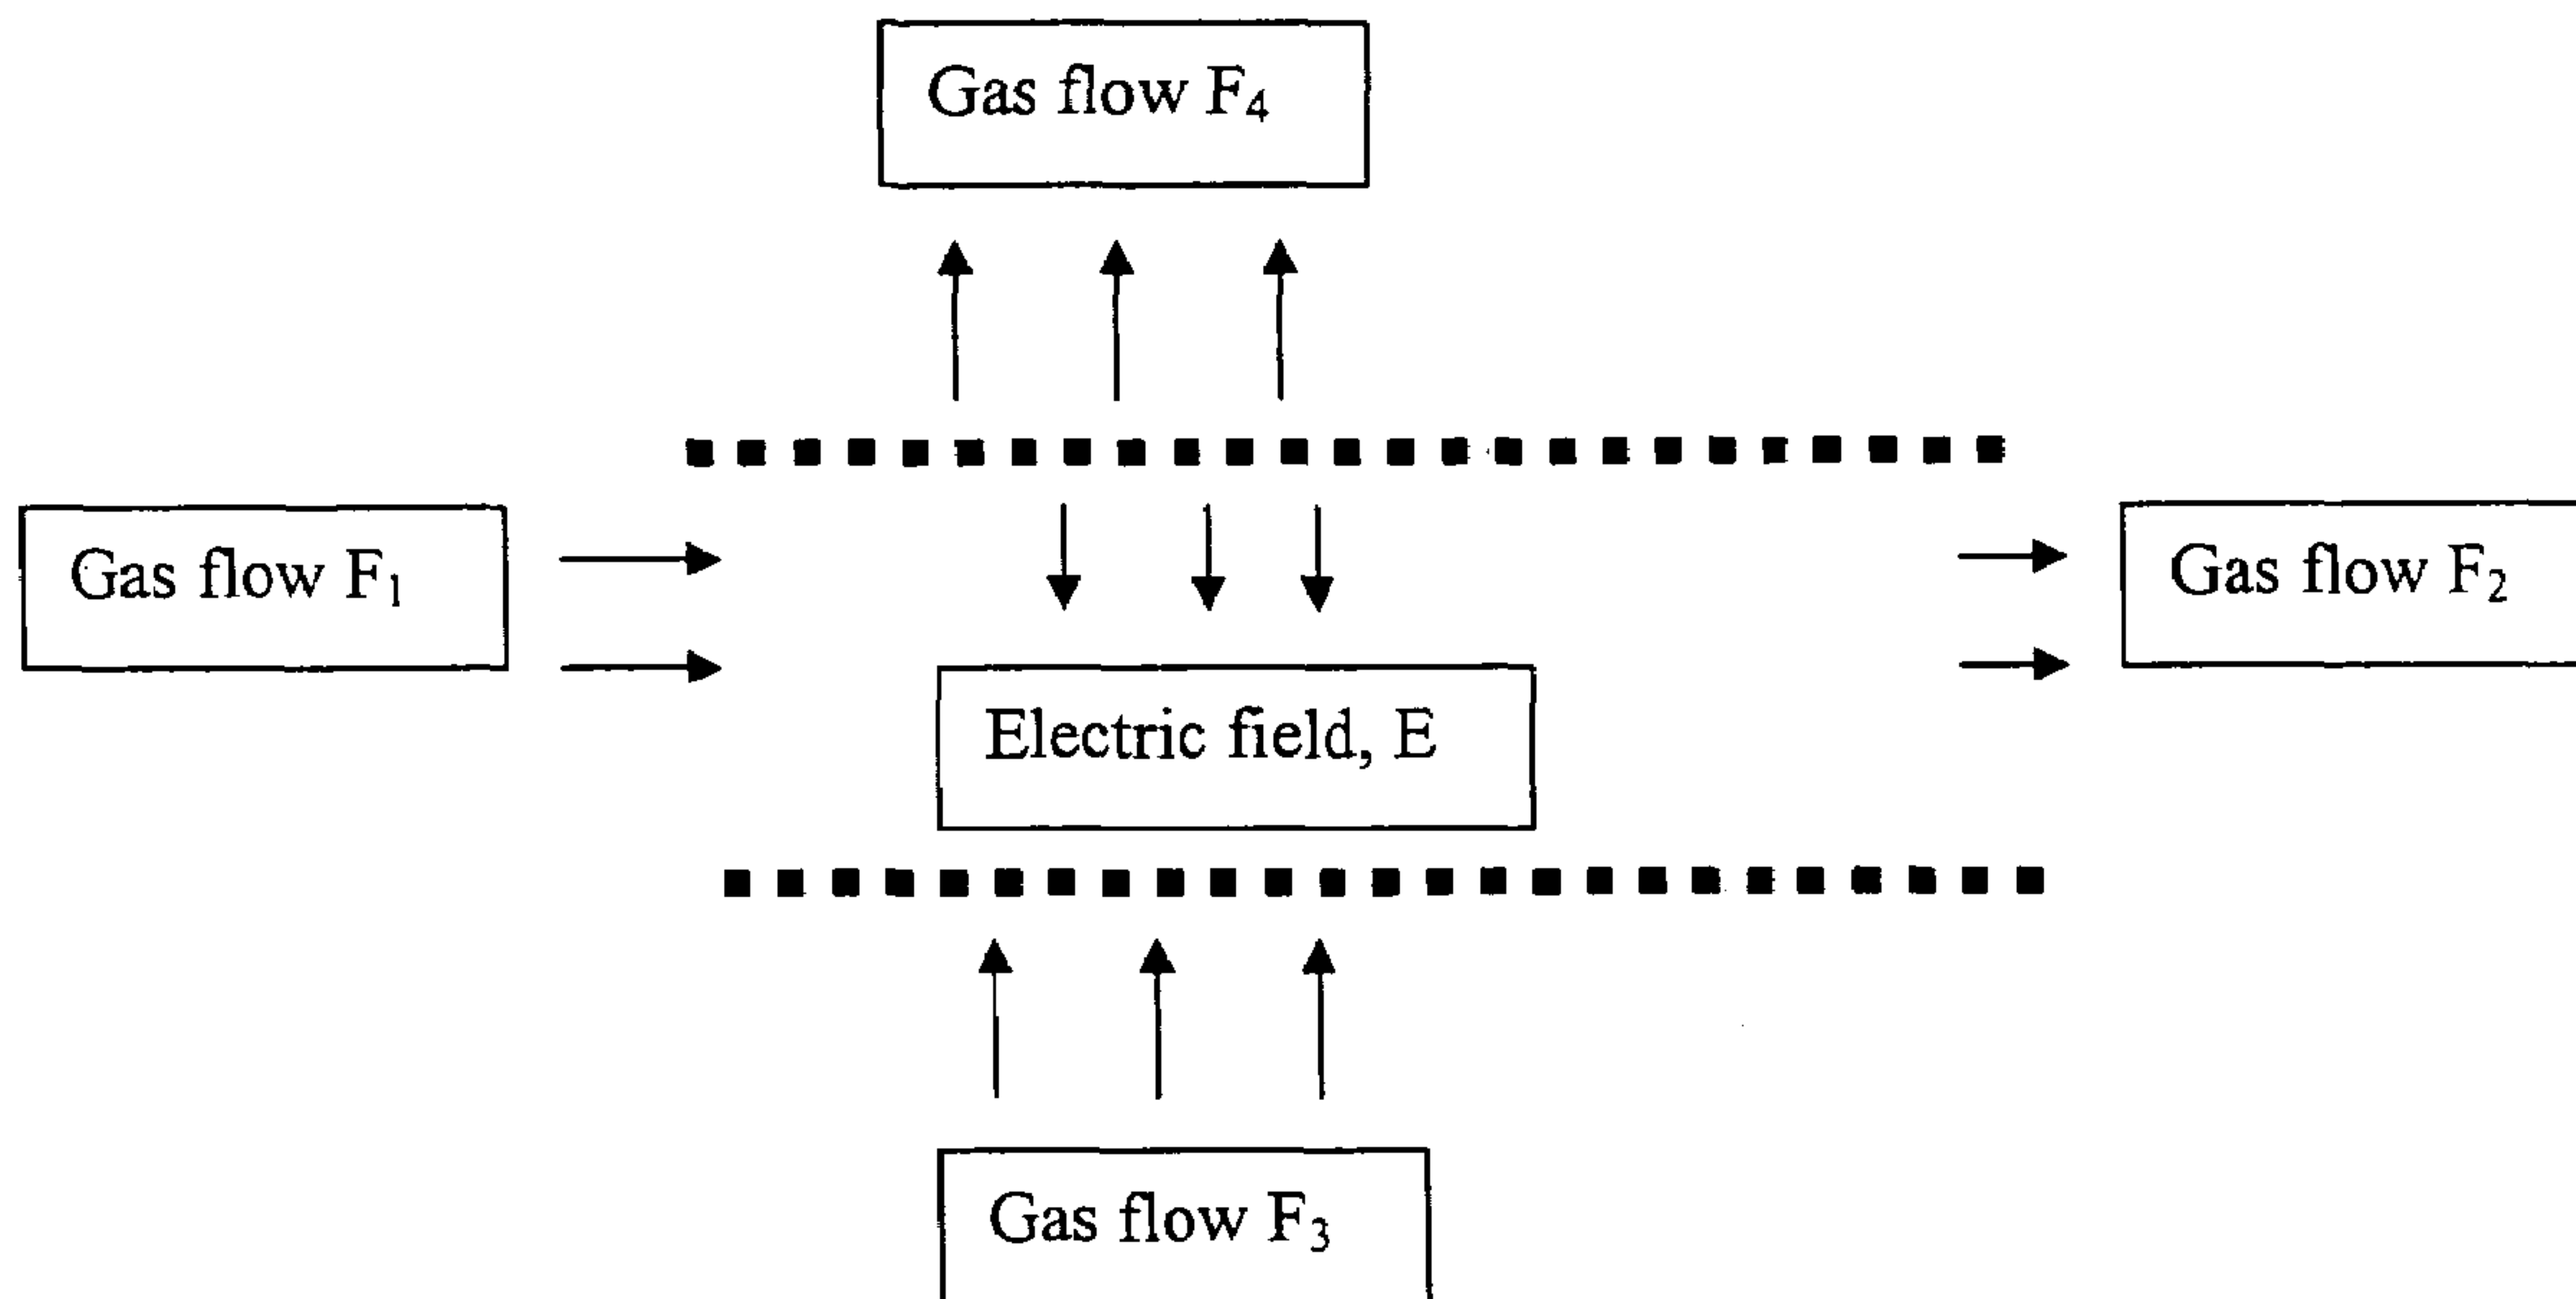 Gas flow F₄
Gas flow F₁
Gas flow F₂
Electric field, E
Gas flow F₃